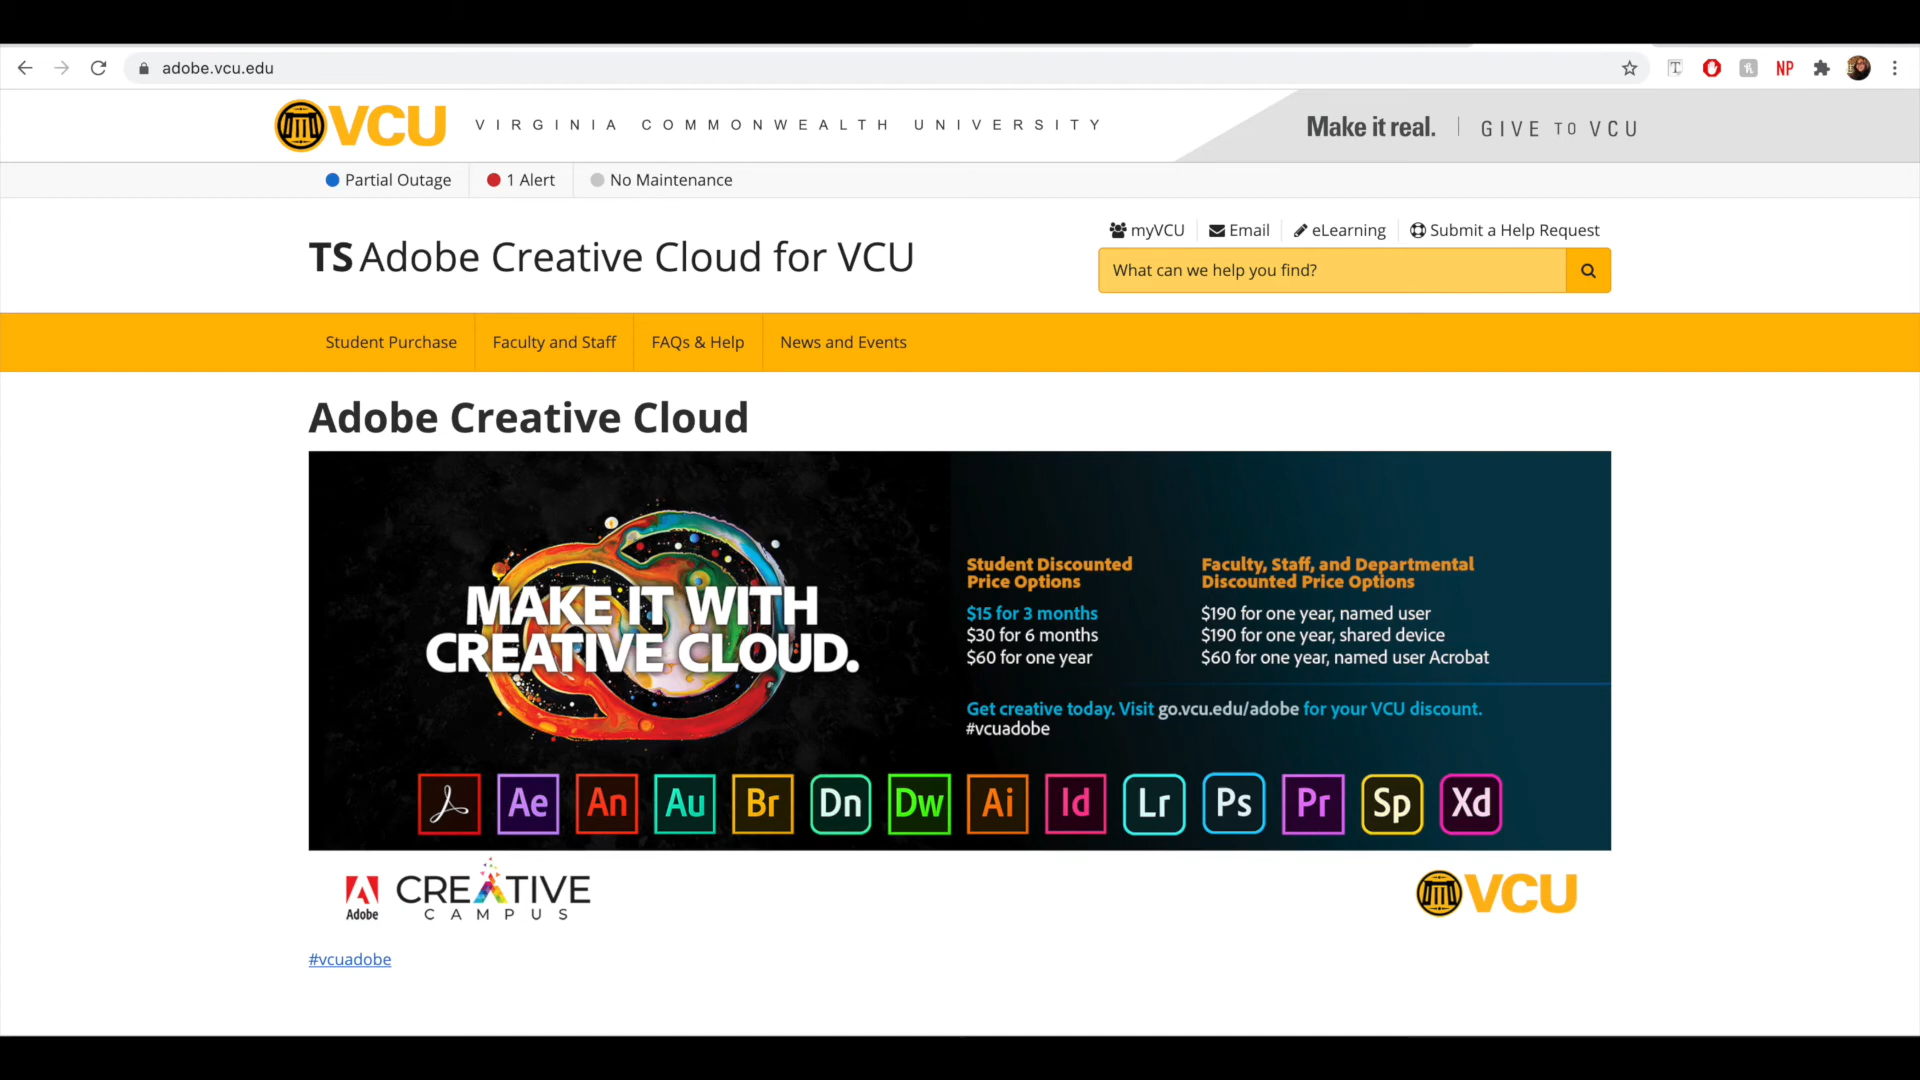 adobe.vcu.edu
NP
VCU VIRGINIA COMMONWEALTH UNIVERSITY Make it real. GIVE TO VCU
Partial Outage 1 Alert No Maintenance
myVCU Email eLearning Submit a Help Request
TS Adobe Creative Cloud for VCU
What can we help you find?
Student Purchase Faculty and Staff FAQs & Help News and Events
Adobe Creative Cloud
MAKE IT WITH
CREATIVE CLOUD.
Student Discounted
Price Options
$15 for 3 months
$30 for 6 months
$60 for one year
Faculty, Staff, and Departmental
Discounted Price Options
$190 for one year, named user
$190 for one year, shared device
$60 for one year, named user Acrobat
Get creative today. Visit go.vcu.edu/adobe for your VCU discount.
#vcuadobe
Ae An Au Br Dn Dw Ai Id Lr Ps Pr Sp Xd
Adobe
CREATIVE
CAMPUS
VCU
#vcuadobe